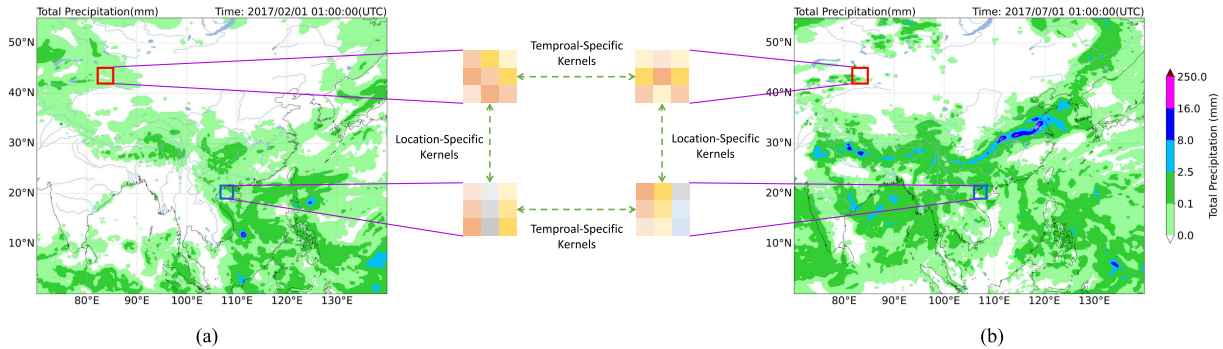 Total Precipitation(mm) Time: 2017/02/01 01:00:00(UTC)
50°N
40°N
30°N
20°N
10°N
80°E 90°E 100°E 110°E 120°E 130°E
(a)
Temproal-Specific
Kernels
Location-Specific
Kernels
Location-Specific
Kernels
Temproal-Specific
Kernels
Total Precipitation(mm) Time: 2017/07/01 01:00:00(UTC)
50°N
40°N
30°N
20°N
10°N
80°E 90°E 100°E 110°E 120°E 130°E
(b)
250.0
16.0
8.0
2.5
0.1
0.0
Total Precipitation (mm)